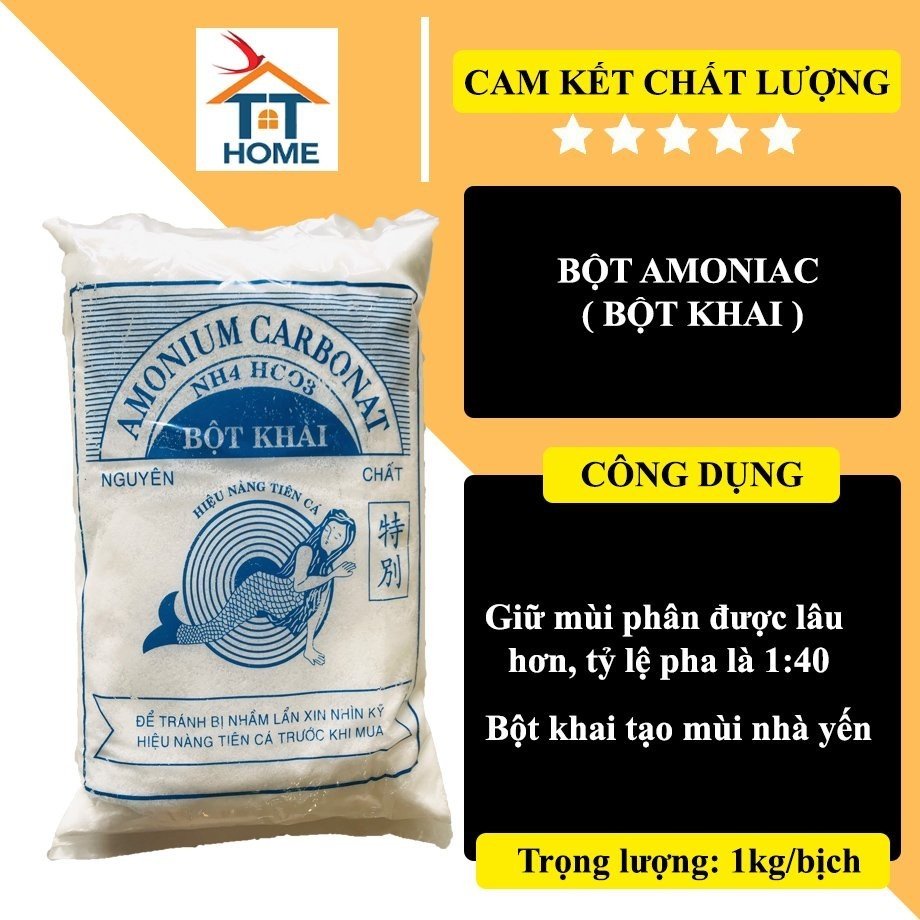 TT
HOME
CAM KẾT CHẤT LƯỢNG
BỘT AMONIAC
( BỘT KHAI )
AMONIUM CARBONAT
NH4 HCO3
BỘT KHAI
NGUYÊN CHẤT
HIỆU NÀNG TIÊN CÁ
特別
ĐỂ TRÁNH BỊ NHẦM LẨN XIN NHÌN KỸ
HIỆU NÀNG TIÊN CÁ TRƯỚC KHI MUA
CÔNG DỤNG
Giữ mùi phân được lâu
hơn, tỷ lệ pha là 1:40
Bột khai tạo mùi nhà yến
Trọng lượng: 1kg/bịch